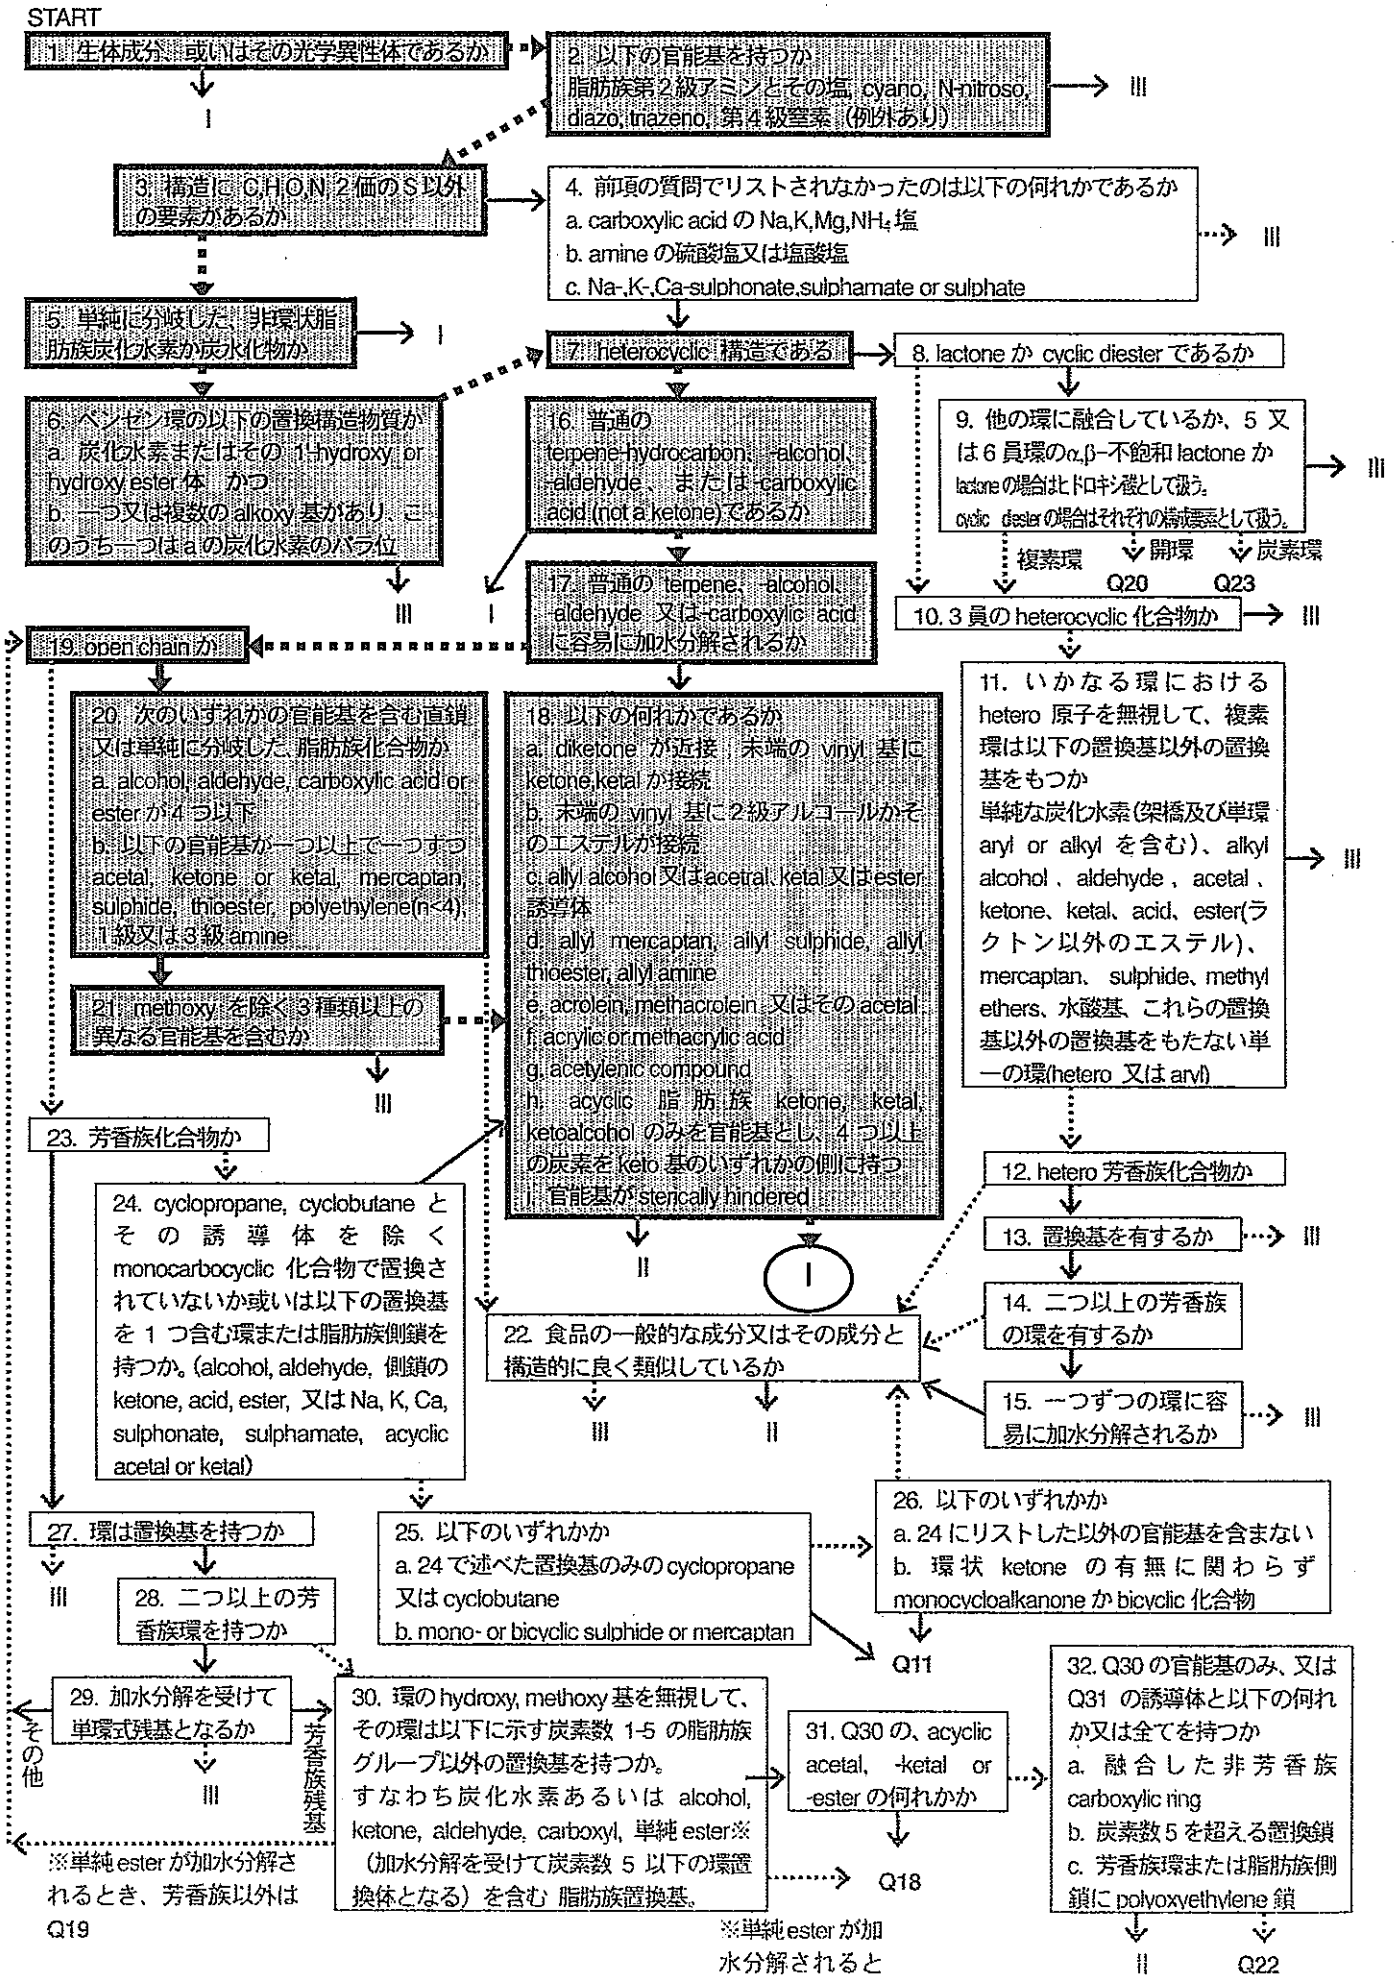 START
1. 生体成分、或いはその光学異性体であるか
I
2. 以下の官能基を持つか
脂肪族第2級アミンとその塩, cyano, N-nitroso,
diazo, triazeno, 第4級窒素（例外あり）
III
3. 構造に C,H,O,N, 2価のS以外
の要素があるか
4. 前項の質問でリストされなかったのは以下の何れかであるか
a. carboxylic acid の Na,K,Mg,NH₄塩
b. amine の硫酸塩又は塩酸塩
c. Na-,K-,Ca-sulphonate,sulphamate or sulphate
III
5. 単純に分岐した、非環状脂
肪族炭化水素か炭水化物か
I
6. ベンゼン環の以下の置換構造物質か
a. 炭化水素またはその 1'-hydroxy or
hydroxy ester 体　かつ
b. 一つ又は複数の alkoxy 基があり、こ
のうち一つは a の炭化水素のパラ位
III
7. heterocyclic 構造である
8. lactone か cyclic diester であるか
9. 他の環に融合しているか、5 又
は 6 員環のα,β-不飽和 lactone か
lactone の場合はヒドロキシ酸として扱う。
cyclic diester の場合はそれぞれの構成要素として扱う。
III
複素環
開環
炭素環
Q20
Q23
10. 3 員の heterocyclic 化合物か
III
11. いかなる環における
hetero 原子を無視して、複素
環は以下の置換基以外の置換
基をもつか
単純な炭化水素(架橋及び単環
aryl or alkyl を含む)、alkyl
alcohol、aldehyde、acetal、
ketone、ketal、acid、ester(ラ
クトン以外のエステル)、
mercaptan、sulphide、methyl
ethers、水酸基、これらの置換
基以外の置換基をもたない単
一の環(hetero 又は aryl)
III
12. hetero 芳香族化合物か
13. 置換基を有するか
III
14. 二つ以上の芳香族
の環を有するか
15. 一つずつの環に容
易に加水分解されるか
III
16. 普通の
terpene-hydrocarbon、-alcohol、
-aldehyde、または-carboxylic
acid (not a ketone)であるか
I
17. 普通の terpene、-alcohol、
-aldehyde 又は-carboxylic acid
に容易に加水分解されるか
18. 以下の何れかであるか
a. diketone が近接；末端の vinyl 基に
ketone,ketal が接続
b. 末端の vinyl 基に2級アルコールかそ
のエステルが接続
c. allyl alcohol 又は acetral, ketal 又は ester
誘導体
d. allyl mercaptan, allyl sulphide, allyl
thioester, allyl amine
e. acrolein, methacrolein 又はその acetal
f. acrylic or methacrylic acid
g. acetylenic compound
h. acyclic 脂肪族 ketone, ketal,
ketoalcohol のみを官能基とし、4つ以上
の炭素を keto 基のいずれかの側に持つ
i. 官能基が sterically hindered
II
I
19. open chain か
20. 次のいずれかの官能基を含む直鎖
又は単純に分岐した、脂肪族化合物か
a. alcohol, aldehyde, carboxylic acid or
ester が 4 つ以下
b. 以下の官能基が一つ以上で一つずつ
acetal, ketone or ketal, mercaptan,
sulphide, thioester, polyethylene(n<4),
1級又は3級 amine
21. methoxy を除く3種類以上の
異なる官能基を含むか
III
22. 食品の一般的な成分又はその成分と
構造的に良く類似しているか
III
II
23. 芳香族化合物か
24. cyclopropane, cyclobutane と
その誘導体を除く
monocarbocyclic 化合物で置換さ
れていないか或いは以下の置換基
を 1 つ含む環または脂肪族側鎖を
持つか。(alcohol, aldehyde, 側鎖の
ketone, acid, ester, 又は Na, K, Ca,
sulphonate, sulphamate, acyclic
acetal or ketal)
25. 以下のいずれかか
a. 24 で述べた置換基のみの cyclopropane
又は cyclobutane
b. mono- or bicyclic sulphide or mercaptan
26. 以下のいずれかか
a. 24 にリストした以外の官能基を含まない
b. 環状 ketone の有無に関わらず
monocycloalkanone か bicyclic 化合物
Q11
27. 環は置換基を持つか
III
28. 二つ以上の芳
香族環を持つか
29. 加水分解を受けて
単環式残基となるか
その他
芳香族残基
III
30. 環の hydroxy, methoxy 基を無視して、
その環は以下に示す炭素数 1-5 の脂肪族
グループ以外の置換基を持つか。
すなわち炭化水素あるいは alcohol,
ketone, aldehyde, carboxyl, 単純 ester※
（加水分解を受けて炭素数 5 以下の環置
換体となる）を含む 脂肪族置換基。
31. Q30 の、acyclic
acetal, -ketal or
-ester の何れかか
Q18
32. Q30 の官能基のみ、又は
Q31 の誘導体と以下の何れ
か又は全てを持つか
a. 融合した非芳香族
carboxylic ring
b. 炭素数 5 を超える置換鎖
c. 芳香族環または脂肪族側
鎖に polyoxyethylene 鎖
II
Q22
※単純 ester が加水分解さ
れるとき、芳香族以外は
Q19
※単純 ester が加
水分解されると